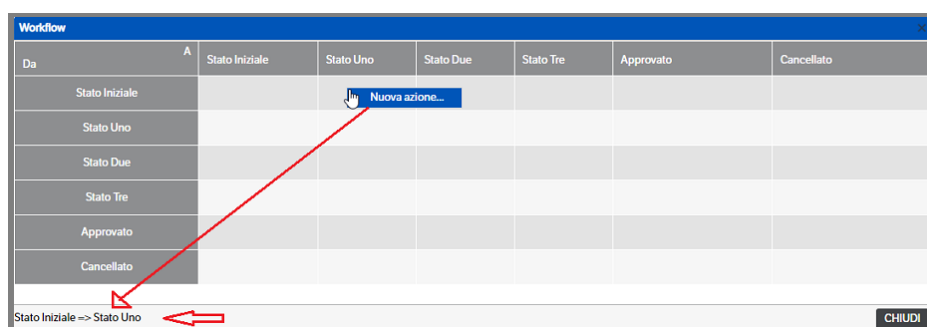 Workflow
A
Da
Stato Iniziale Stato Uno Stato Due Stato Tre Approvato Cancellato
Stato Iniziale
Nuova azione...
Stato Uno
Stato Due
Stato Tre
Approvato
Cancellato
Stato Iniziale => Stato Uno
CHIUDI